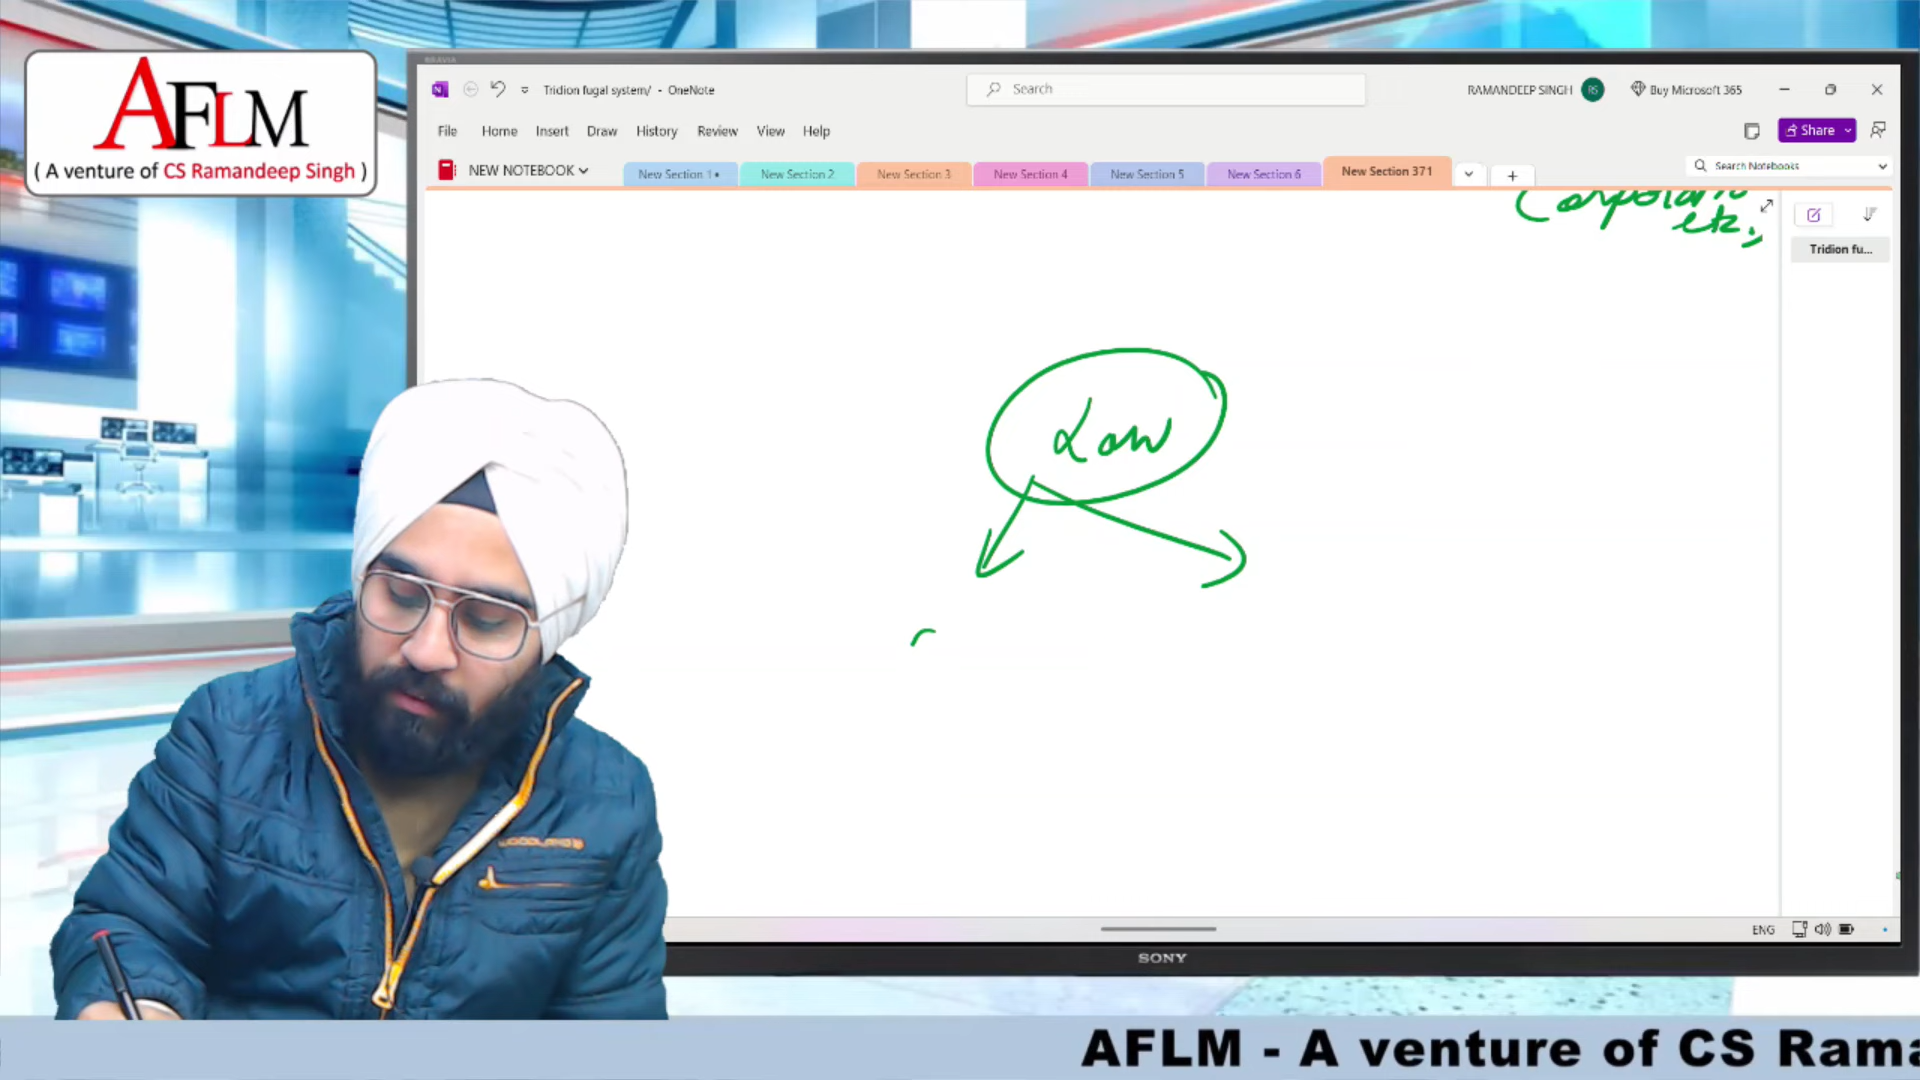 BRAVIA
AFLM
( A venture of CS Ramandeep Singh )
Tridion fugal system/ - OneNote
Search
RAMANDEEP SINGH
RS
Buy Microsoft 365
File
Home
Insert
Draw
History
Review
View
Help
Share
NEW NOTEBOOK
New Section 1
New Section 2
New Section 3
New Section 4
New Section 5
New Section 6
New Section 371
+
Search Notebooks
etc.,
Tridion fu...
Law
WOODLAND
ENG
SONY
AFLM - A venture of CS Rama